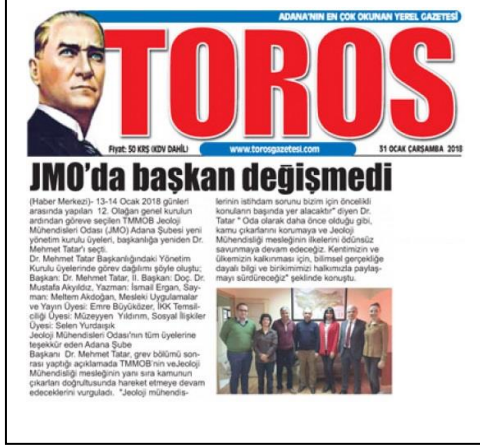 ADANA'NIN EN ÇOK OKUNAN YEREL GAZETESİ
TOROS
Fiyat: 50 KRŞ (KDV DAHİL)
www.torosgazetesi.com
31 OCAK ÇARŞAMBA 2018
JMO'da başkan değişmedi
(Haber Merkezi)- 13-14 Ocak 2018 günleri
arasında yapılan 12. Olağan genel kurulun
ardından göreve seçilen TMMOB Jeoloji
Mühendisleri Odası (JMO) Adana Şubesi yeni
yönetim kurulu üyeleri, başkanlığa yeniden Dr.
Mehmet Tatar'ı seçti.
Dr. Mehmet Tatar Başkanlığındaki Yönetim
Kurulu üyelerinde görev dağılımı şöyle oluştu;
Başkan: Dr. Mehmet Tatar, II. Başkan: Doç. Dr.
Mustafa Akyıldız, Yazman: İsmail Ergan, Say-
man: Meltem Akdoğan, Mesleki Uygulamalar
ve Yayın Üyesi: Emre Büyüközer, İKK Temsil-
ciliği Üyesi: Müzeyyen Yıldırım, Sosyal İlişkiler
Üyesi: Selen Yurdaışık
Jeoloji Mühendisleri Odası'nın tüm üyelerine
teşekkür eden Adana Şube
Başkanı Dr. Mehmet Tatar, grev bölümü son-
rası yaptığı açıklamada TMMOB'nin veJeoloji
Mühendisliği mesleğinin yanı sıra kamunun
çıkarları doğrultusunda hareket etmeye devam
edeceklerini vurguladı. "Jeoloji mühendis-
lerinin istihdam sorunu bizim için öncelikli
konuların başında yer alacaktır" diyen Dr.
Tatar " Oda olarak daha önce olduğu gibi,
kamu çıkarlarını korumaya ve Jeoloji
Mühendisliği mesleğinin ilkelerini ödünsüz
savunmaya devam edeceğiz. Kentimizin ve
ülkemizin kalkınması için, bilimsel gerçekliğe
dayalı bilgi ve birikimimizi halkımızla paylaş-
mayı sürdüreceğiz" şeklinde konuştu.